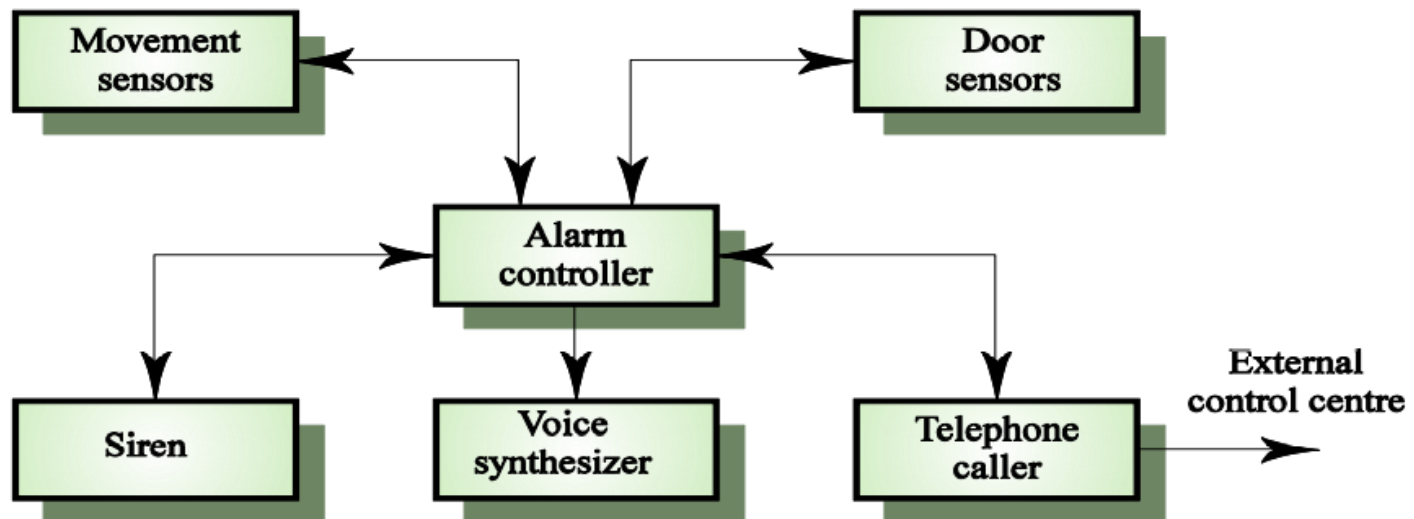 Movement
sensors
Door
sensors
Alarm
controller
External
control centre
Siren
Voice
synthesizer
Telephone
caller